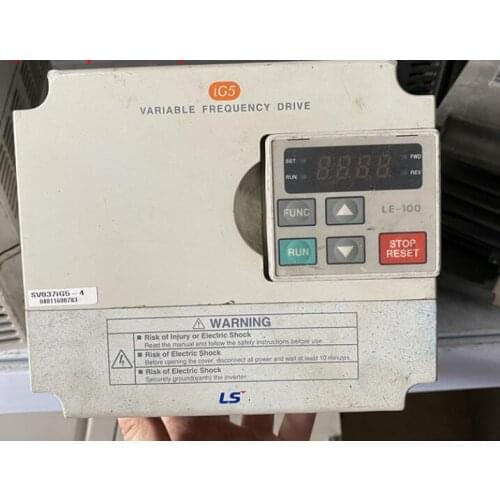 iG5
VARIABLE FREQUENCY DRIVE
SET
FWD
RUN
REV
FUNC
LE-100
RUN
STOP
RESET
SV037iG5-4
04011600783
WARNING
Risk of Injury or Electric Shock
Read the manual and follow the safety instructions before use.
Risk of Electric Shock
Before opening the cover, disconnect all power and wait at least 10 minutes.
Risk of Electric Shock
Securely ground(earth) the inverter.
LS